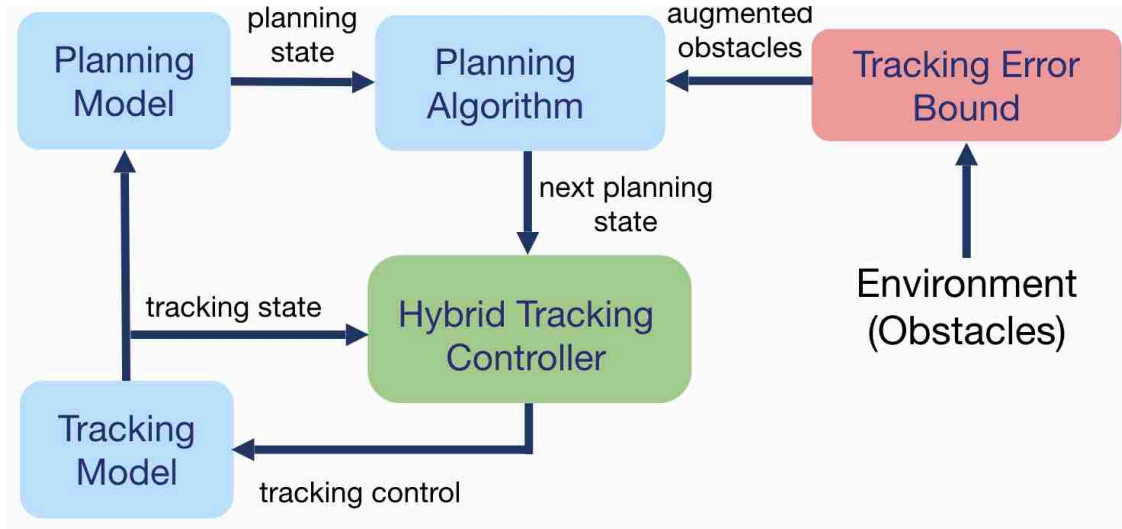 planning
state
augmented
obstacles
Planning
Model
Planning
Algorithm
Tracking Error
Bound
next planning
state
Environment
(Obstacles)
tracking state
Hybrid Tracking
Controller
Tracking
Model
tracking control